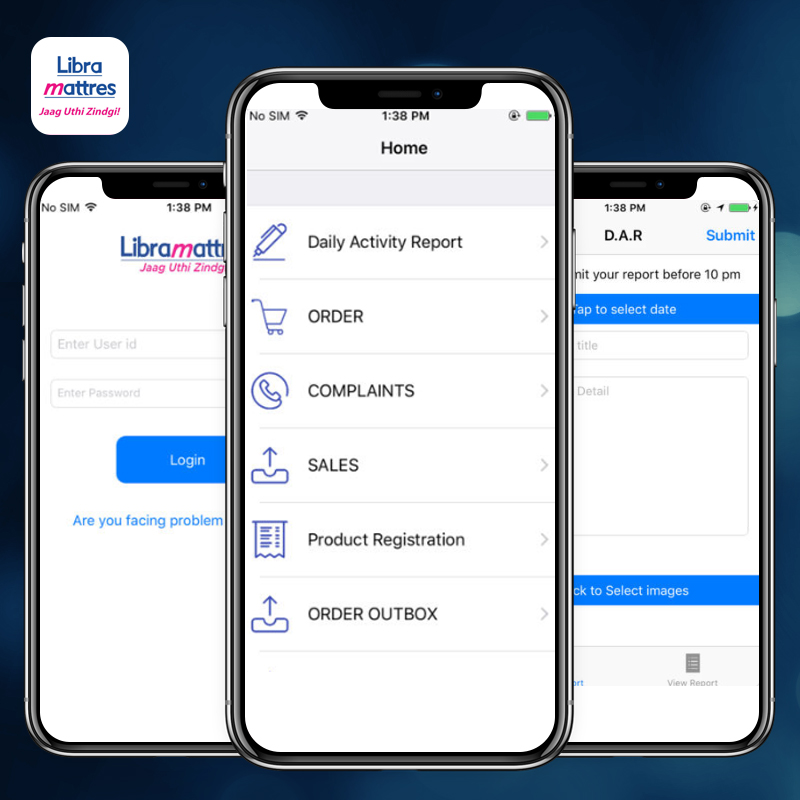 Libra
mattres
Jaag Uthi Zindgi!
No SIM 1:38 PM
Libramattr
Jaag Uthi Zindg
Enter User id
Enter Password
Login
Are you facing problem
No SIM 1:38 PM
Home
Daily Activity Report
ORDER
COMPLAINTS
SALES
Product Registration
ORDER OUTBOX
1:38 PM
D.A.R Submit
mit your report before 10 pm
Tap to select date
title
Detail
ck to Select images
ort View Report